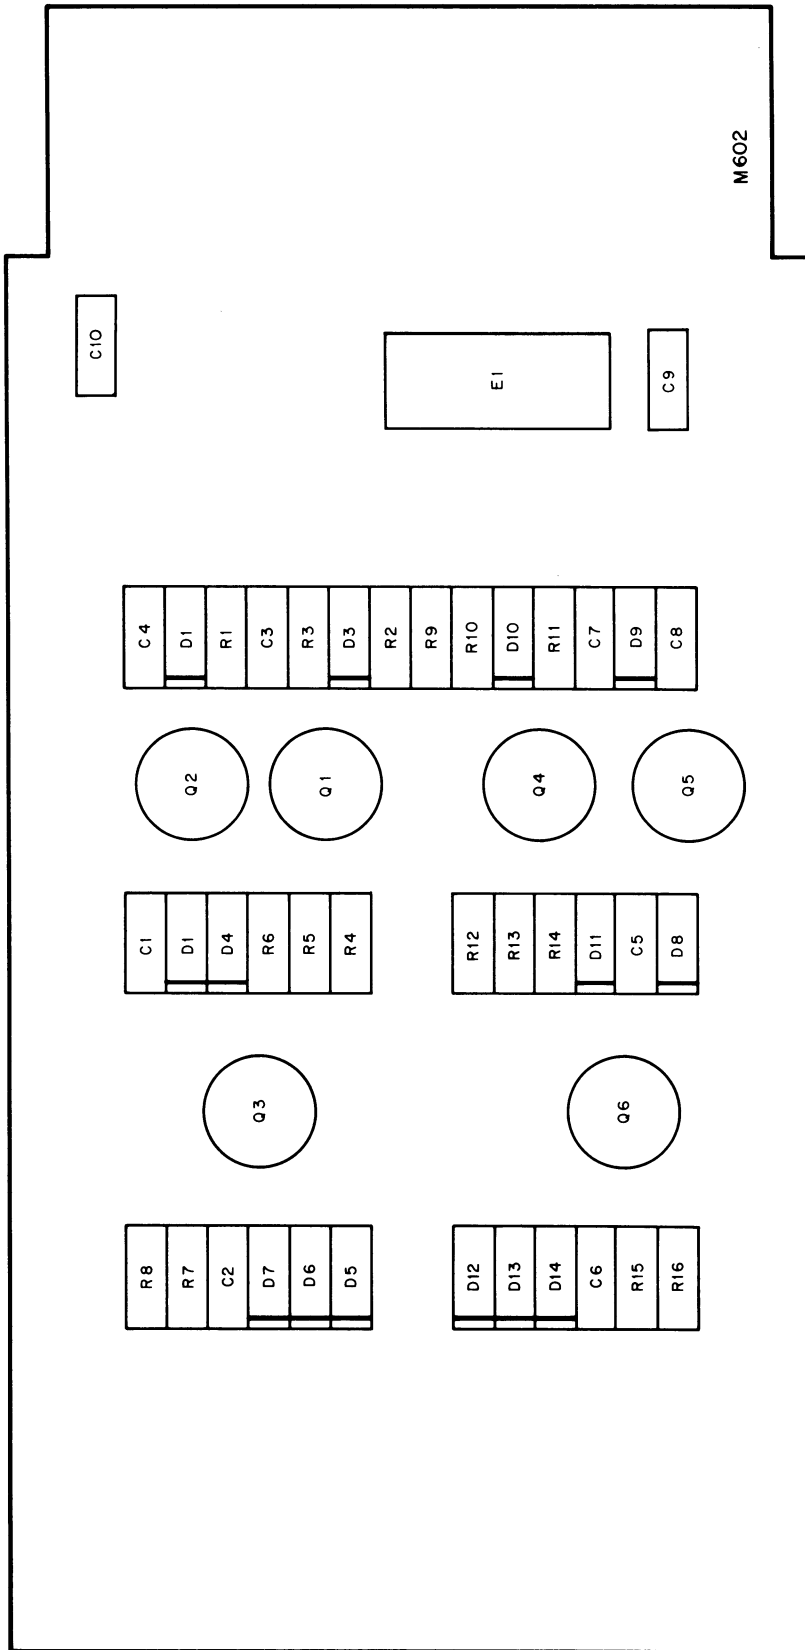 M602
C10
E1
C9
C4 D1 R1 C3 R3 D3 R2 R9 R10 D10 R11 C7 D9 C8
Q2 Q1 Q4 Q5
C1 D1 D4 R6 R5 R4 R12 R13 R14 D11 C5 D8
Q3 Q6
R8 R7 C2 D7 D6 D5 D12 D13 D14 C6 R15 R16